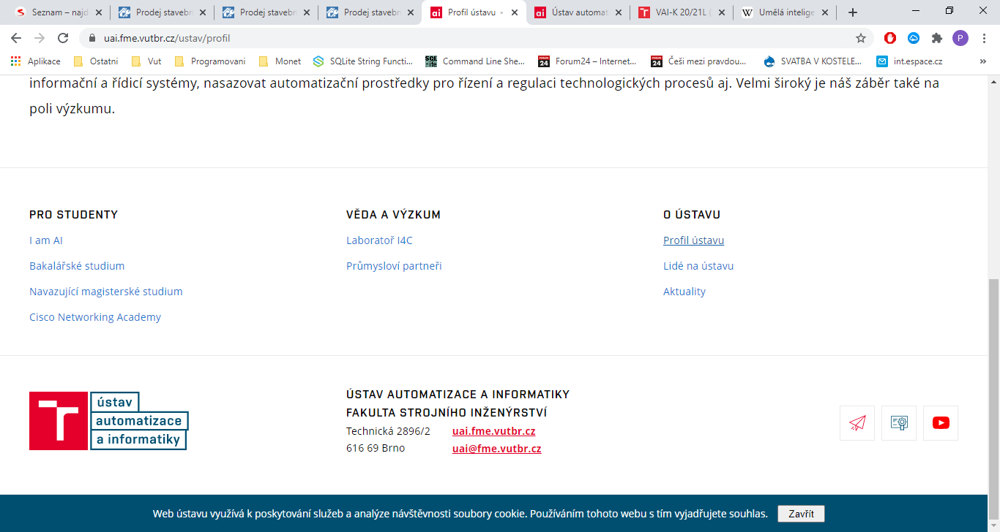 Seznam – najd
Prodej stavebn
Prodej stavebn
Prodej stavebn
Profil ústavu •
Ústav automat
VAI-K 20/21L (
Umělá intelige
uai.fme.vutbr.cz/ustav/profil
P
Aplikace
Ostatni
Vut
Programovani
Monet
SQLite String Functi...
Command Line She...
Forum24 – Internet...
Češi mezi pravdou...
SVATBA V KOSTELE...
int.espace.cz
»
informační a řídicí systémy, nasazovat automatizační prostředky pro řízení a regulaci technologických procesů aj. Velmi široký je náš záběr také na
poli výzkumu.
PRO STUDENTY
I am AI
Bakalářské studium
Navazující magisterské studium
Cisco Networking Academy
VĚDA A VÝZKUM
Laboratoř I4C
Průmysloví partneři
O ÚSTAVU
Profil ústavu
Lidé na ústavu
Aktuality
ústav
automatizace
a informatiky
ÚSTAV AUTOMATIZACE A INFORMATIKY
FAKULTA STROJNÍHO INŽENÝRSTVÍ
Technická 2896/2 uai.fme.vutbr.cz
616 69 Brno uai@fme.vutbr.cz
Web ústavu využívá k poskytování služeb a analýze návštěvnosti soubory cookie. Používáním tohoto webu s tím vyjadřujete souhlas. Zavřít